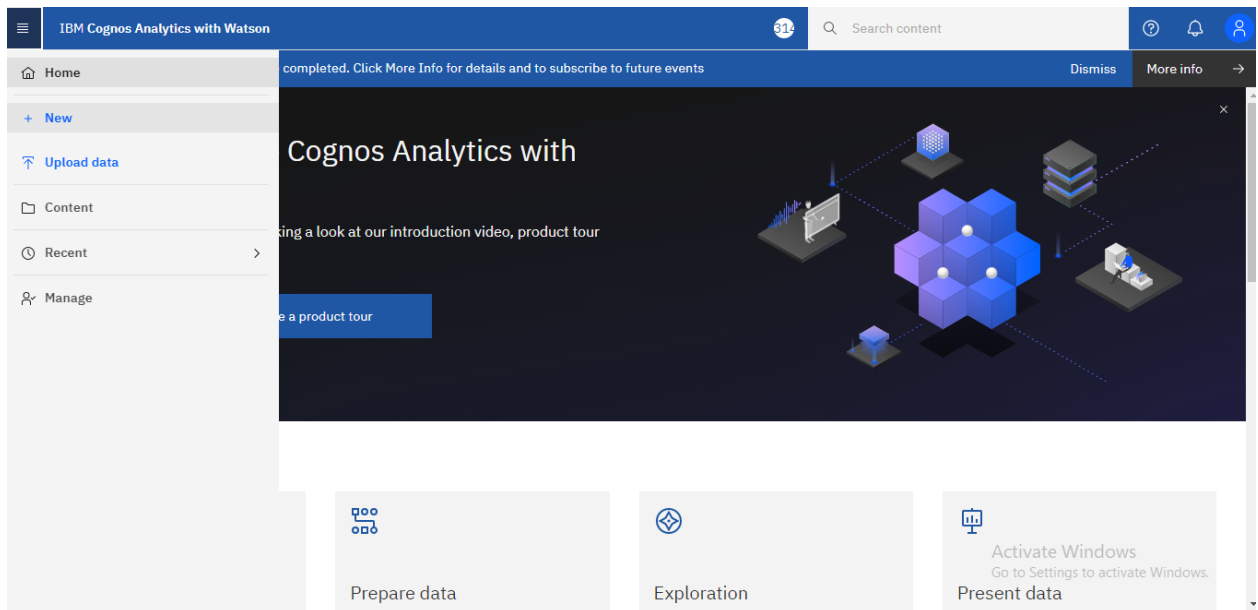 IBM Cognos Analytics with Watson
314
Search content
Home
completed. Click More Info for details and to subscribe to future events
Dismiss
More info
New
Upload data
Content
Recent
Manage
Cognos Analytics with
king a look at our introduction video, product tour
e a product tour
Prepare data
Exploration
Present data
Activate Windows
Go to Settings to activate Windows.